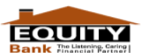 EQUITY
Bank The Listening, Caring
Financial Partner